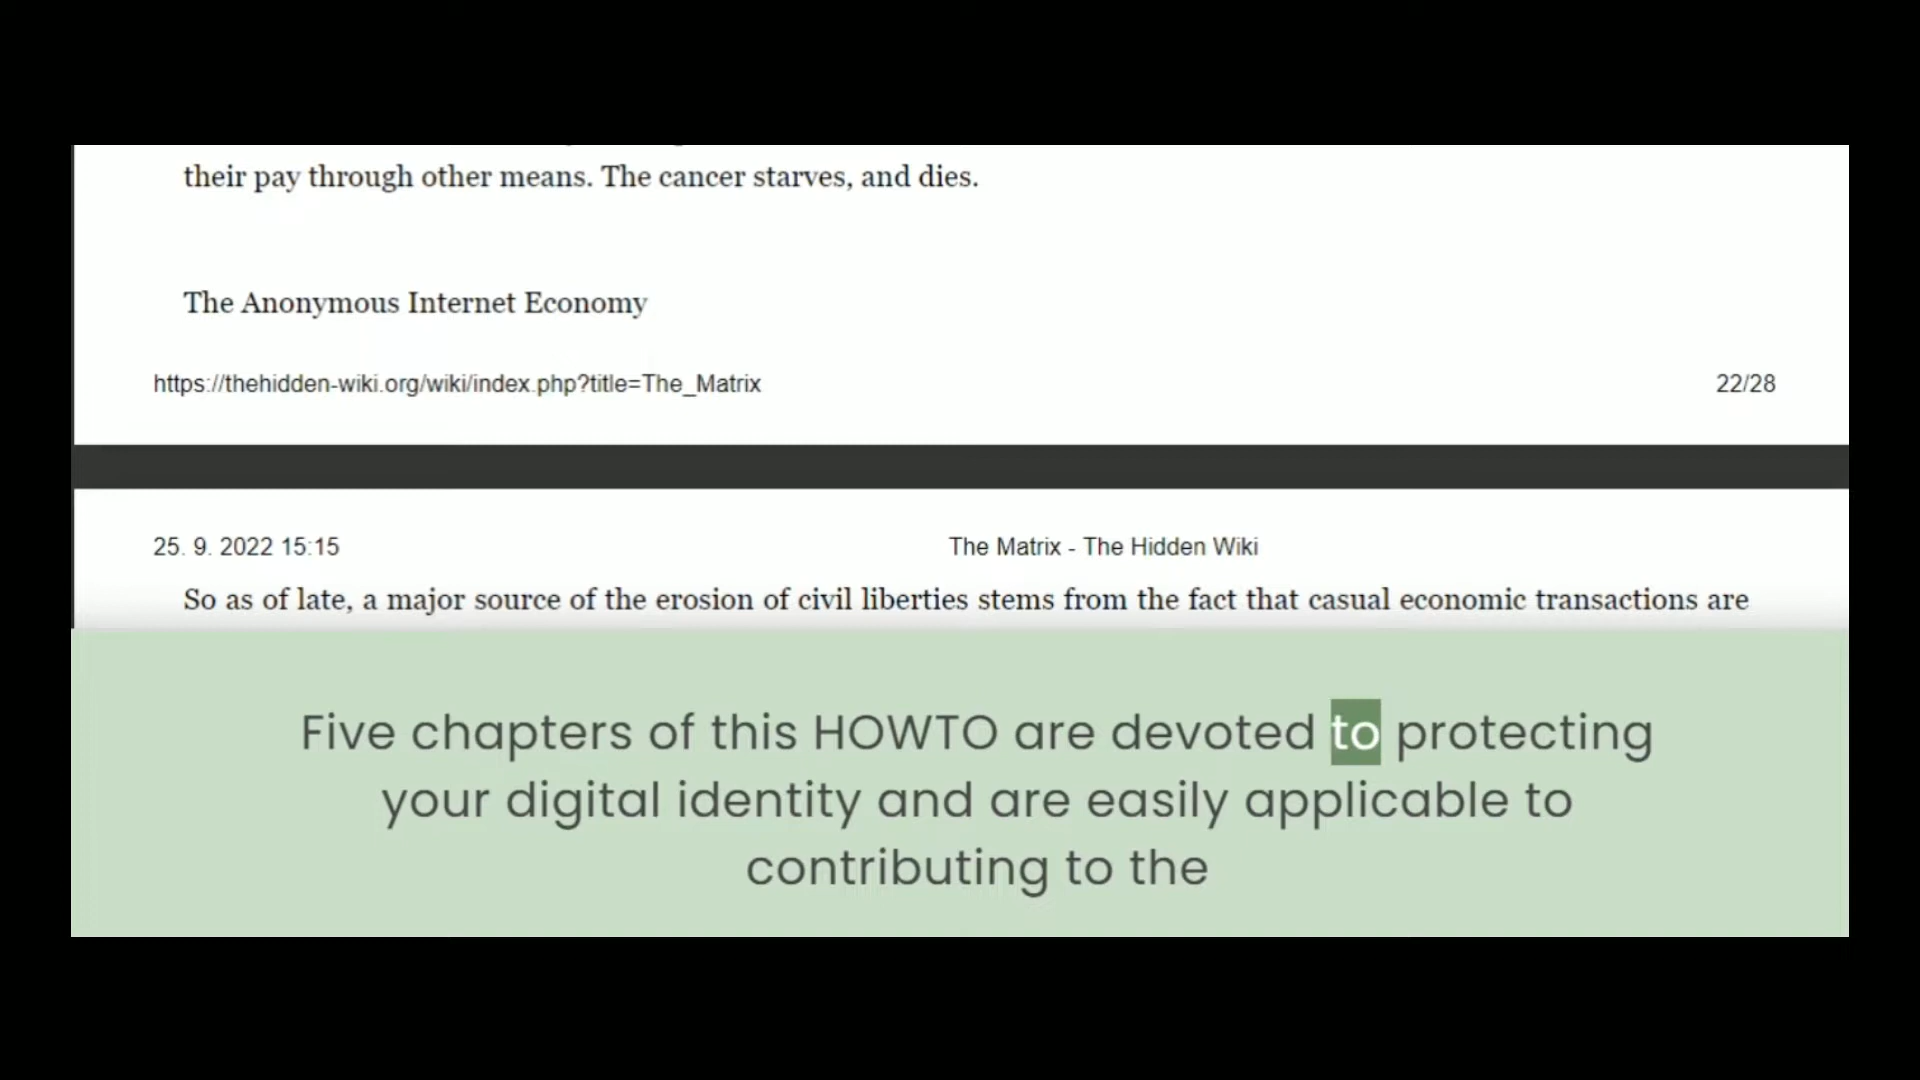 their pay through other means. The cancer starves, and dies.
The Anonymous Internet Economy
https://thehidden-wiki.org/wiki/index.php?title=The_Matrix 22/28
25. 9. 2022 15:15 The Matrix - The Hidden Wiki
So as of late, a major source of the erosion of civil liberties stems from the fact that casual economic transactions are
Five chapters of this HOWTO are devoted to protecting
your digital identity and are easily applicable to
contributing to the